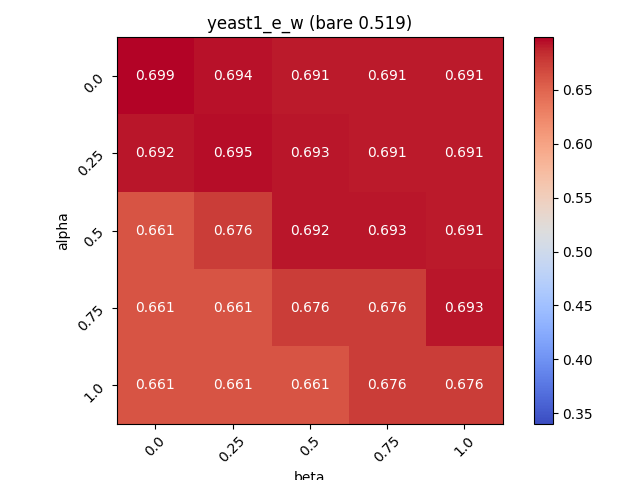 yeast1_e_w (bare 0.519)
alpha
0.0 0.699 0.694 0.691 0.691 0.691
0.25 0.692 0.695 0.693 0.691 0.691
0.5 0.661 0.676 0.692 0.693 0.691
0.75 0.661 0.661 0.676 0.676 0.693
1.0 0.661 0.661 0.661 0.676 0.676
0.0 0.25 0.5 0.75 1.0
beta
0.65
0.60
0.55
0.50
0.45
0.40
0.35